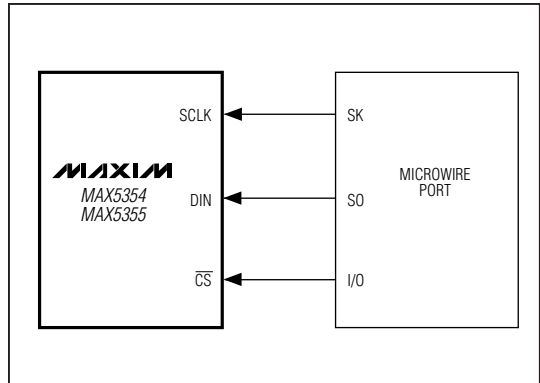 SCLK
SK
MAXIM
MAX5354
MAX5355
MICROWIRE
PORT
DIN
SO
CS
I/O